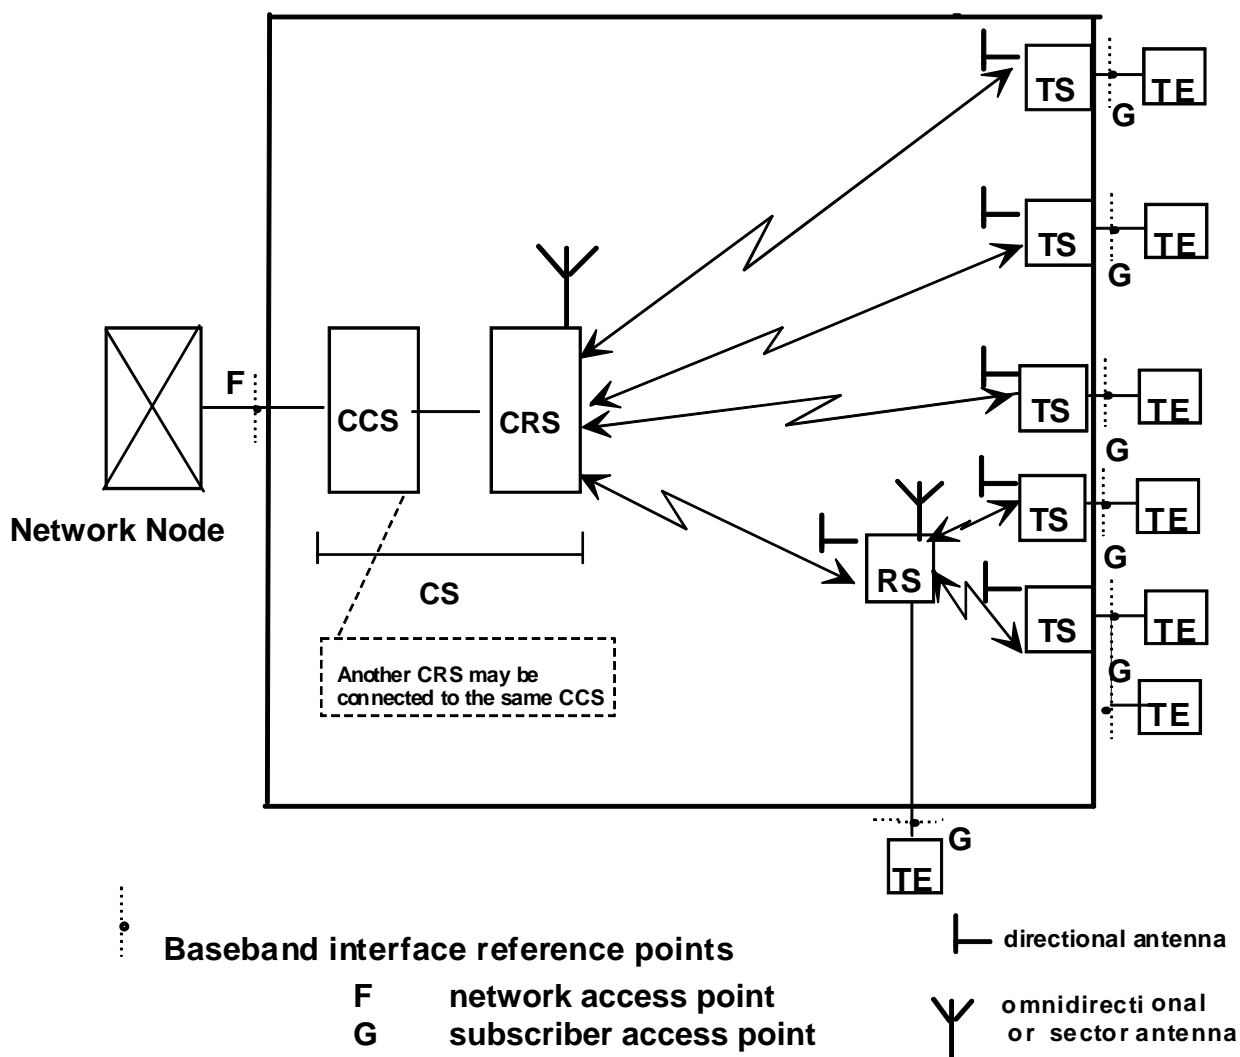 TS
TE
G
TS
TE
G
F
CCS
CRS
TS
TE
G
Network Node
TS
TE
G
RS
CS
TS
TE
G
Another CRS may be
connected to the same CCS
TE
G
TE
Baseband interface reference points
directional antenna
F network access point
G subscriber access point
omnidirecti onal
or sector antenna